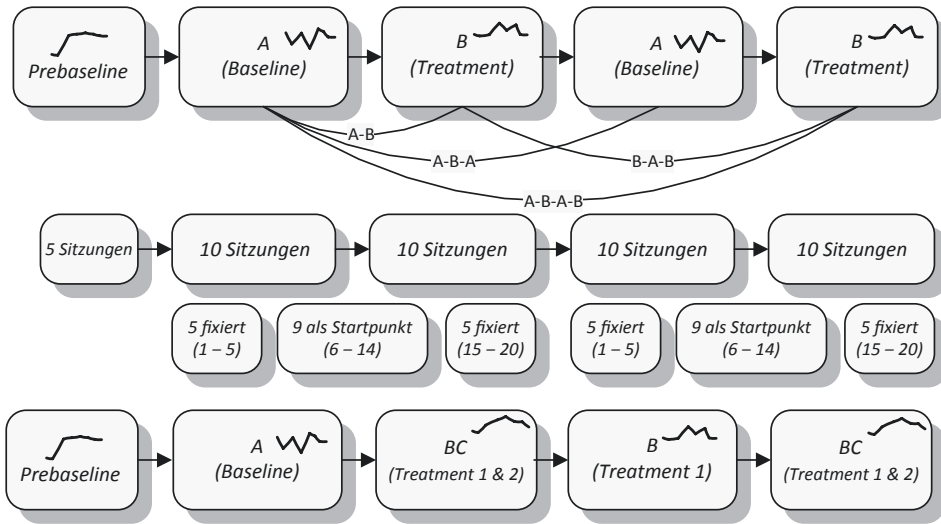 Prebaseline
A
(Baseline)
B
(Treatment)
A
(Baseline)
B
(Treatment)
A-B
A-B-A
B-A-B
A-B-A-B
5 Sitzungen
10 Sitzungen
10 Sitzungen
10 Sitzungen
10 Sitzungen
5 fixiert
(1 – 5)
9 als Startpunkt
(6 – 14)
5 fixiert
(15 – 20)
5 fixiert
(1 – 5)
9 als Startpunkt
(6 – 14)
5 fixiert
(15 – 20)
Prebaseline
A
(Baseline)
BC
(Treatment 1 & 2)
B
(Treatment 1)
BC
(Treatment 1 & 2)